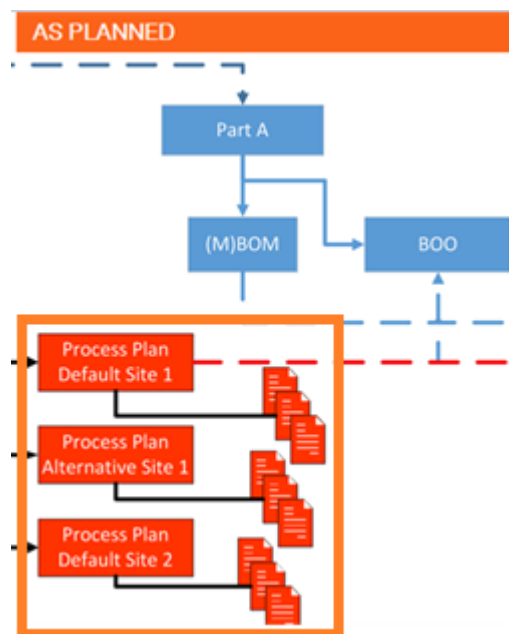 AS PLANNED
Part A
(M)BOM
BOO
Process Plan
Default Site 1
Process Plan
Alternative Site 1
Process Plan
Default Site 2